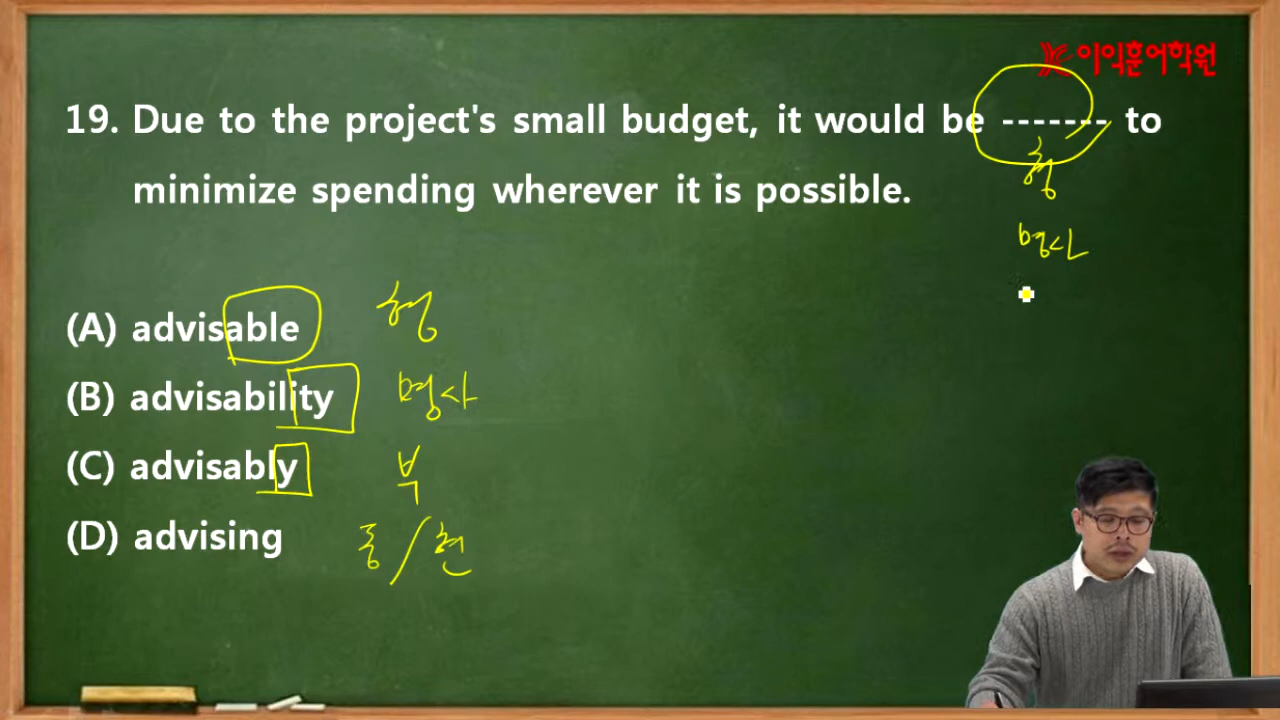 이익훈어학원
19. Due to the project's small budget, it would be ------- to
minimize spending wherever it is possible.
형
명사
(A) advisable 형
(B) advisability 명사
(C) advisably 부
(D) advising 동/현